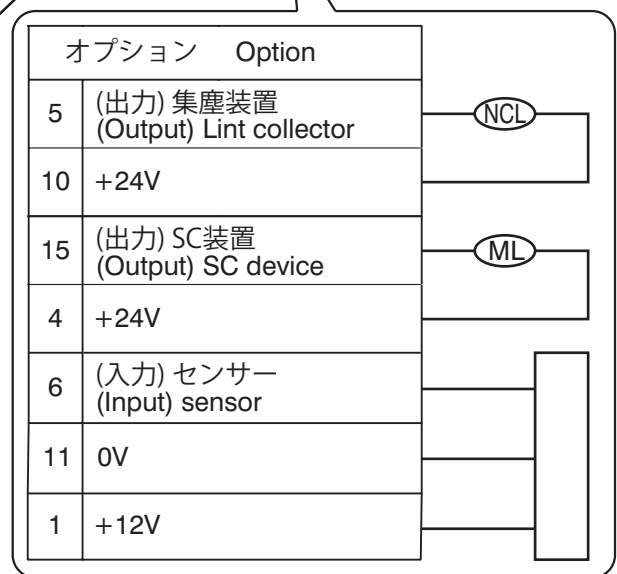 オプション Option
5 (出力) 集塵装置
(Output) Lint collector
NCL
10 +24V
15 (出力) SC装置
(Output) SC device
ML
4 +24V
6 (入力) センサー
(Input) sensor
11 0V
1 +12V